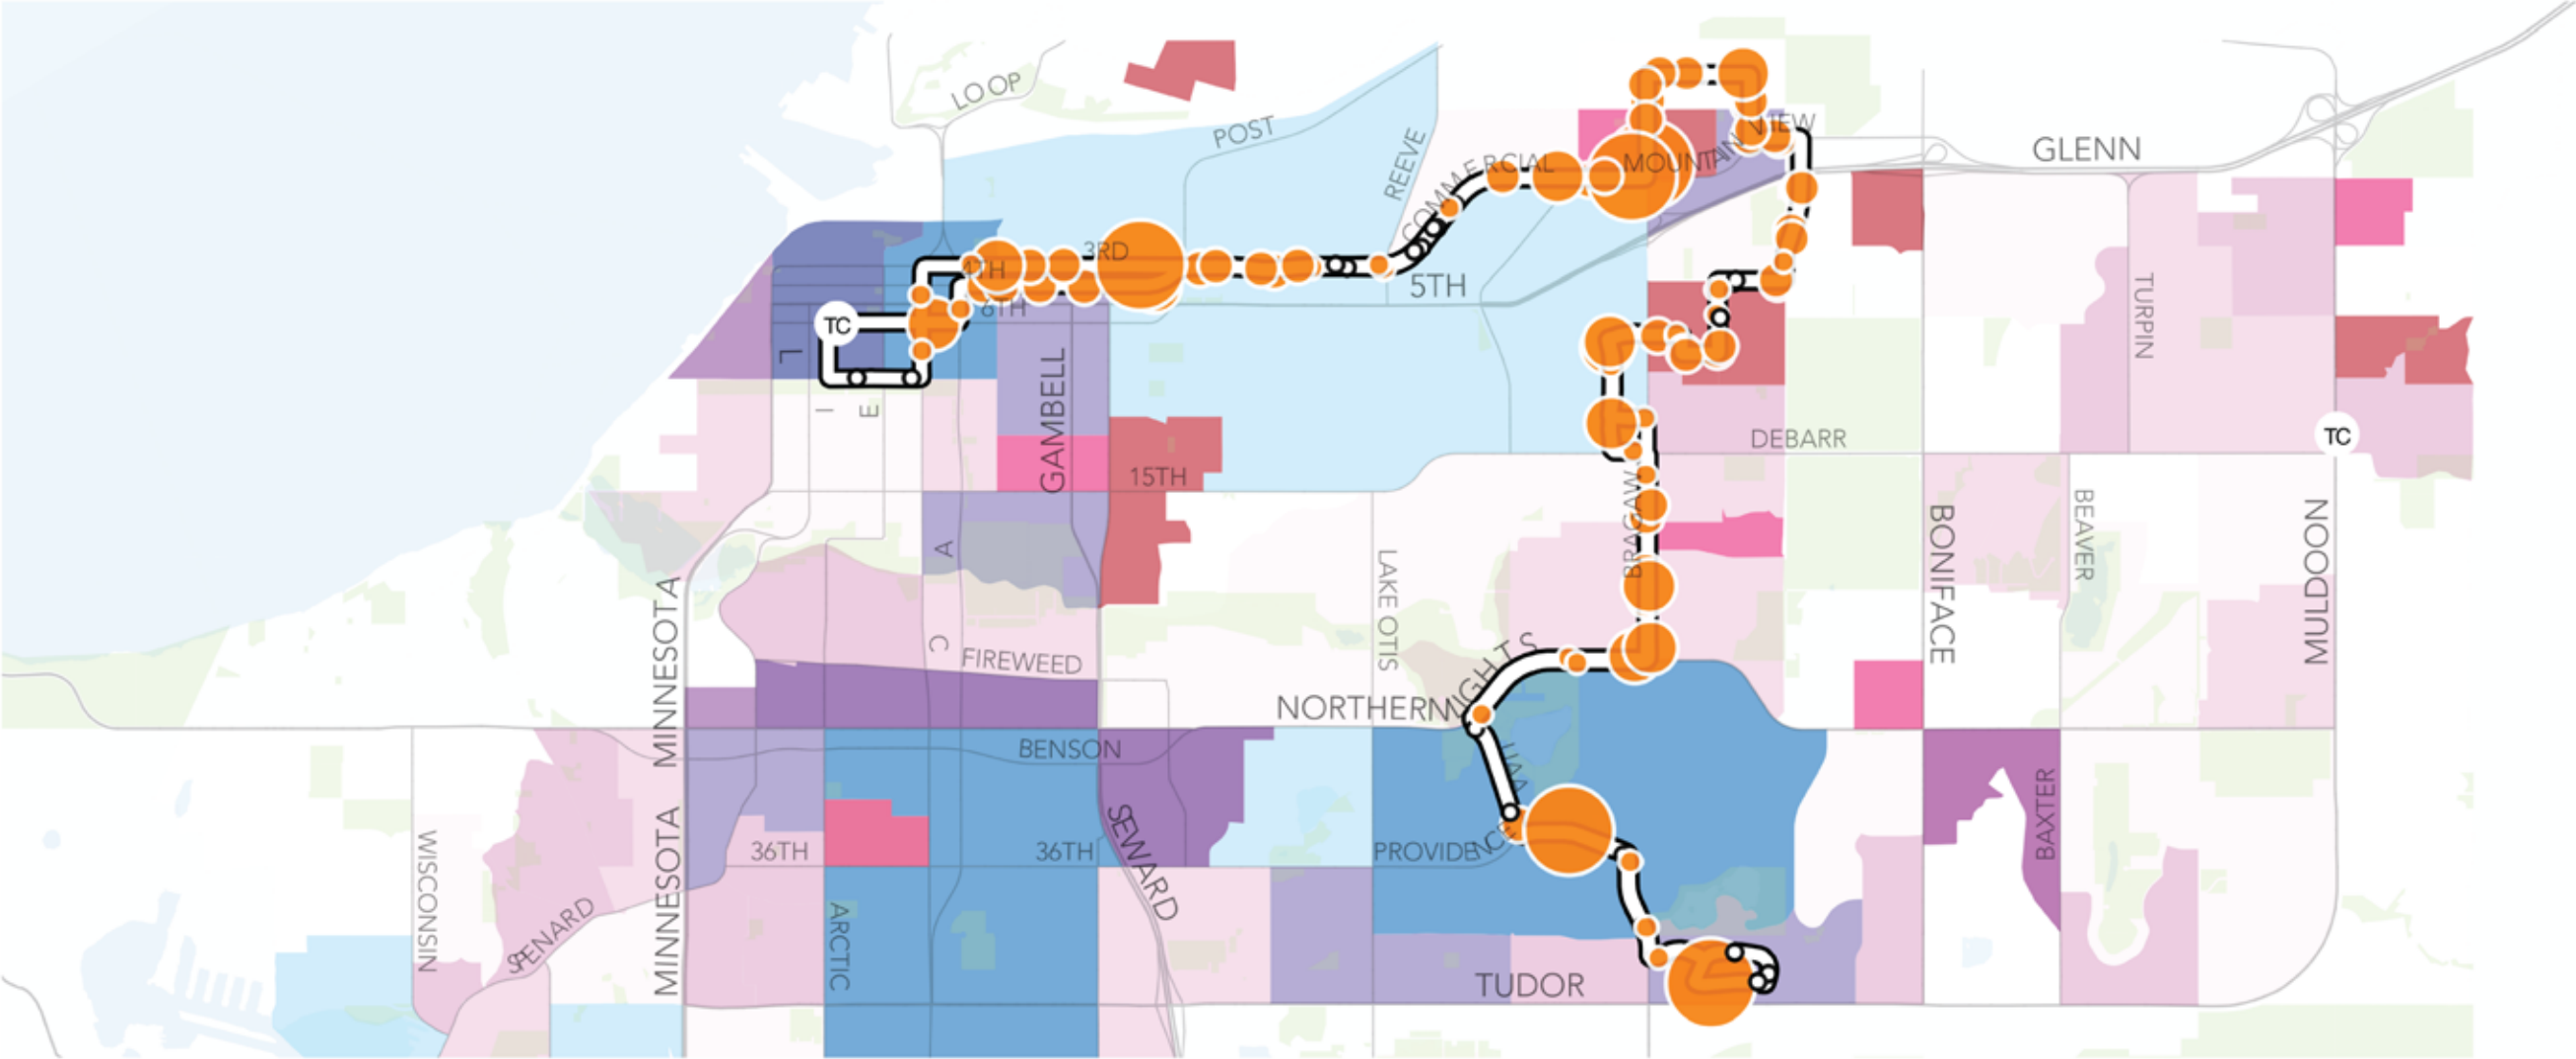 LOOP
POST
REEVE
COMMERCIAL
MOUNTAIN VIEW
GLENN
3RD
4TH
5TH
6TH
TC
L
I
E
GAMBELL
TURPIN
DEBARR
TC
15TH
BRAGAW
A
LAKE OTIS
BONIFACE
BEAVER
MULDOON
MINNESOTA
C
FIREWEED
NORTHERN LIGHTS
BENSON
UAA
MINNESOTA
WISCONSIN
36TH
36TH
SEWARD
PROVIDENCE
BAXTER
SPENARD
ARCTIC
TUDOR